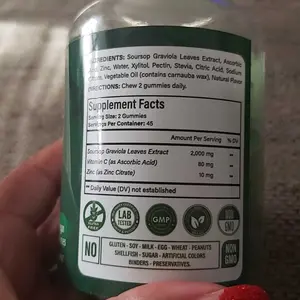 INGREDIENTS: Soursop Graviola Leaves Extract, Ascorbic
Acid, Zinc, Water, Xylitol, Pectin, Stevia, Citric Acid, Sodium
Citrate, Vegetable Oil (contains carnauba wax), Natural Flavor
DIRECTIONS: Chew 2 gummies daily.
Supplement Facts
Serving Size: 2 Gummies
Servings Per Container: 45
Amount Per Serving % DV
Soursop Graviola Leaves Extract 2,000 mg **
Vitamin C (as Ascorbic Acid) 60 mg **
Zinc (as Zinc Citrate) 10 mg **
** Daily Value (DV) not established
LAB
TESTED
GMP
NO
GLUTEN - SOY - MILK - EGG - WHEAT - PEANUTS
SHELLFISH - SUGAR - ARTIFICIAL COLORS
BINDERS - PRESERVATIVES.
NON
GMO